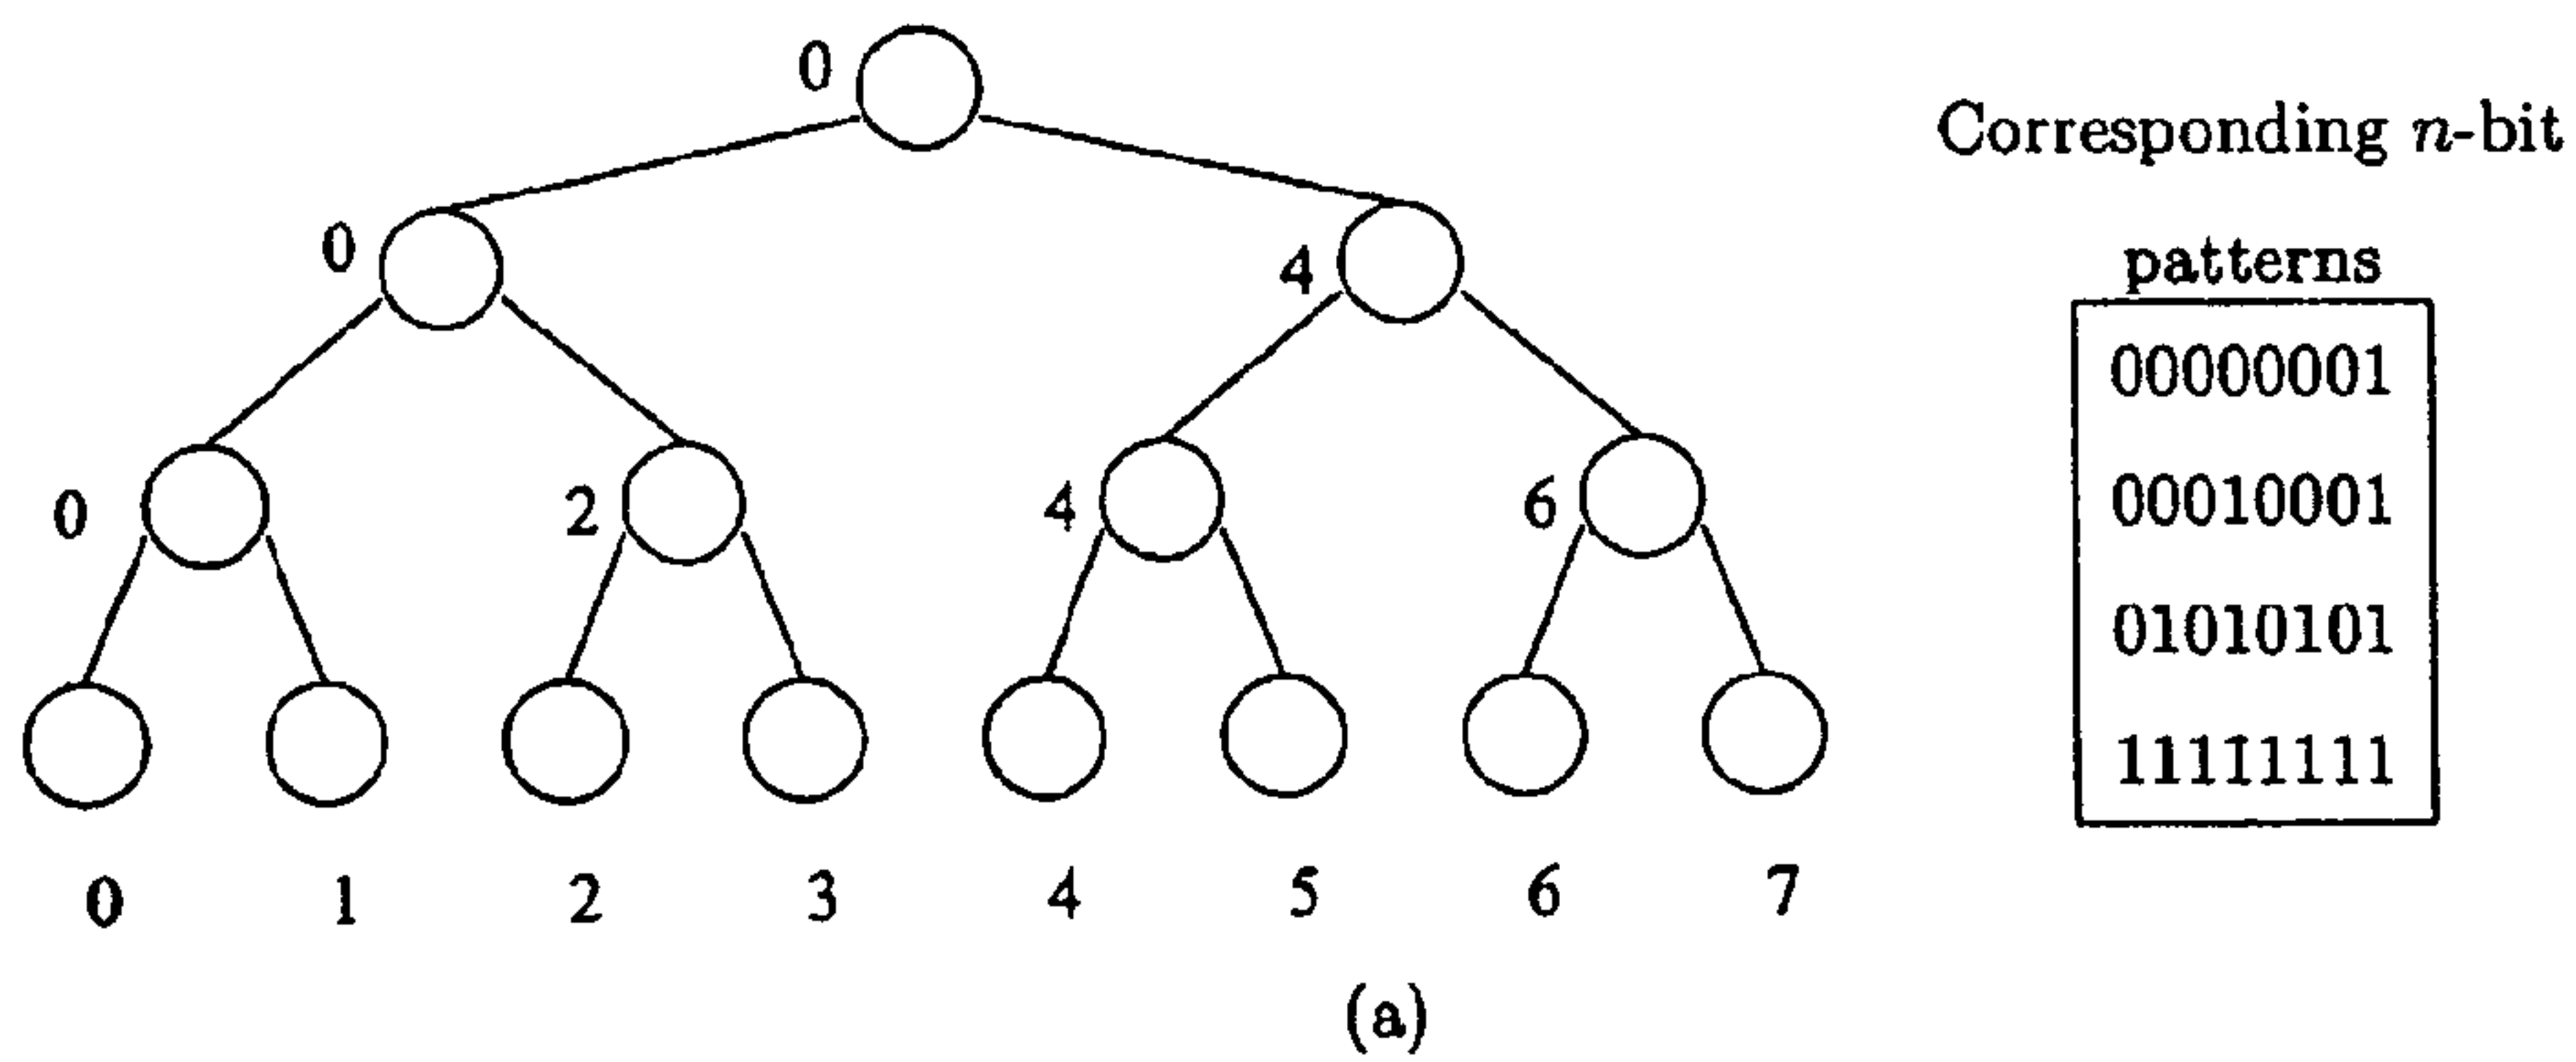 0
Corresponding n-bit
patterns
0 4
00000001
0 2 4 6
00010001
01010101
11111111
0 1 2 3 4 5 6 7
(a)